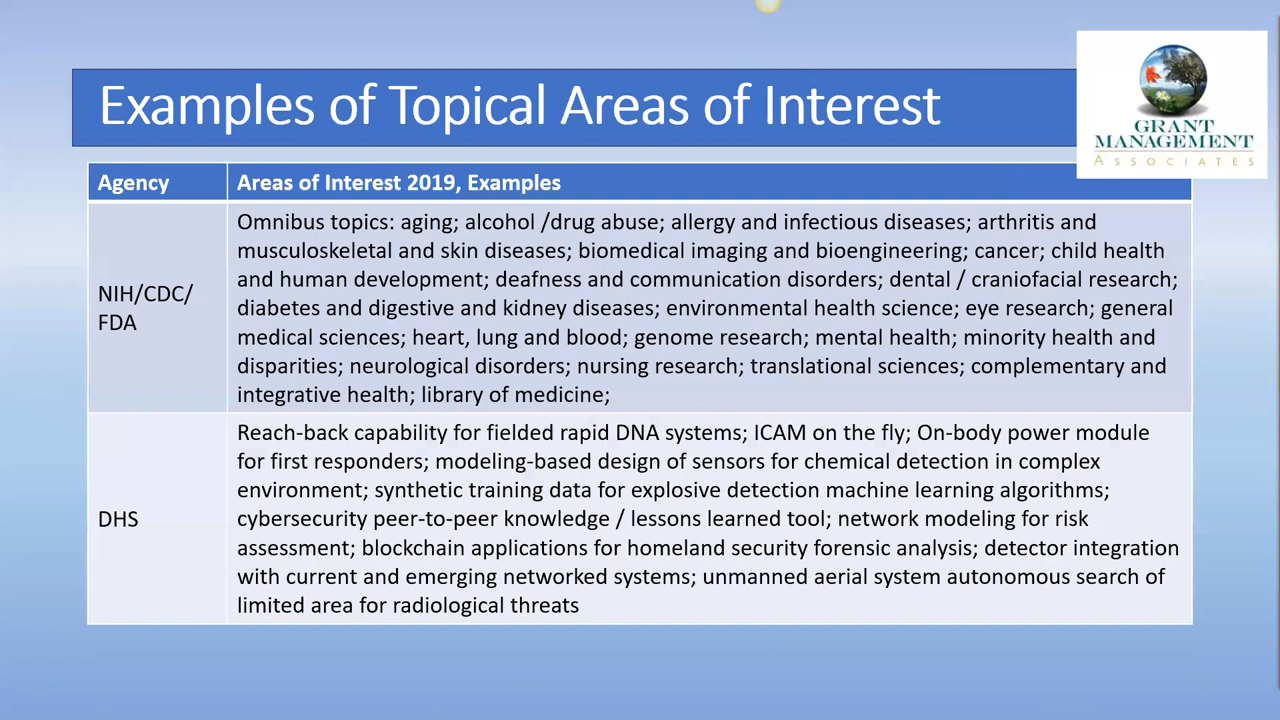 Examples of Topical Areas of Interest
GRANT
MANAGEMENT
ASSOCIATES
Agency
Areas of Interest 2019, Examples
NIH/CDC/
FDA
Omnibus topics: aging; alcohol /drug abuse; allergy and infectious diseases; arthritis and
musculoskeletal and skin diseases; biomedical imaging and bioengineering; cancer; child health
and human development; deafness and communication disorders; dental / craniofacial research;
diabetes and digestive and kidney diseases; environmental health science; eye research; general
medical sciences; heart, lung and blood; genome research; mental health; minority health and
disparities; neurological disorders; nursing research; translational sciences; complementary and
integrative health; library of medicine;
DHS
Reach-back capability for fielded rapid DNA systems; ICAM on the fly; On-body power module
for first responders; modeling-based design of sensors for chemical detection in complex
environment; synthetic training data for explosive detection machine learning algorithms;
cybersecurity peer-to-peer knowledge / lessons learned tool; network modeling for risk
assessment; blockchain applications for homeland security forensic analysis; detector integration
with current and emerging networked systems; unmanned aerial system autonomous search of
limited area for radiological threats